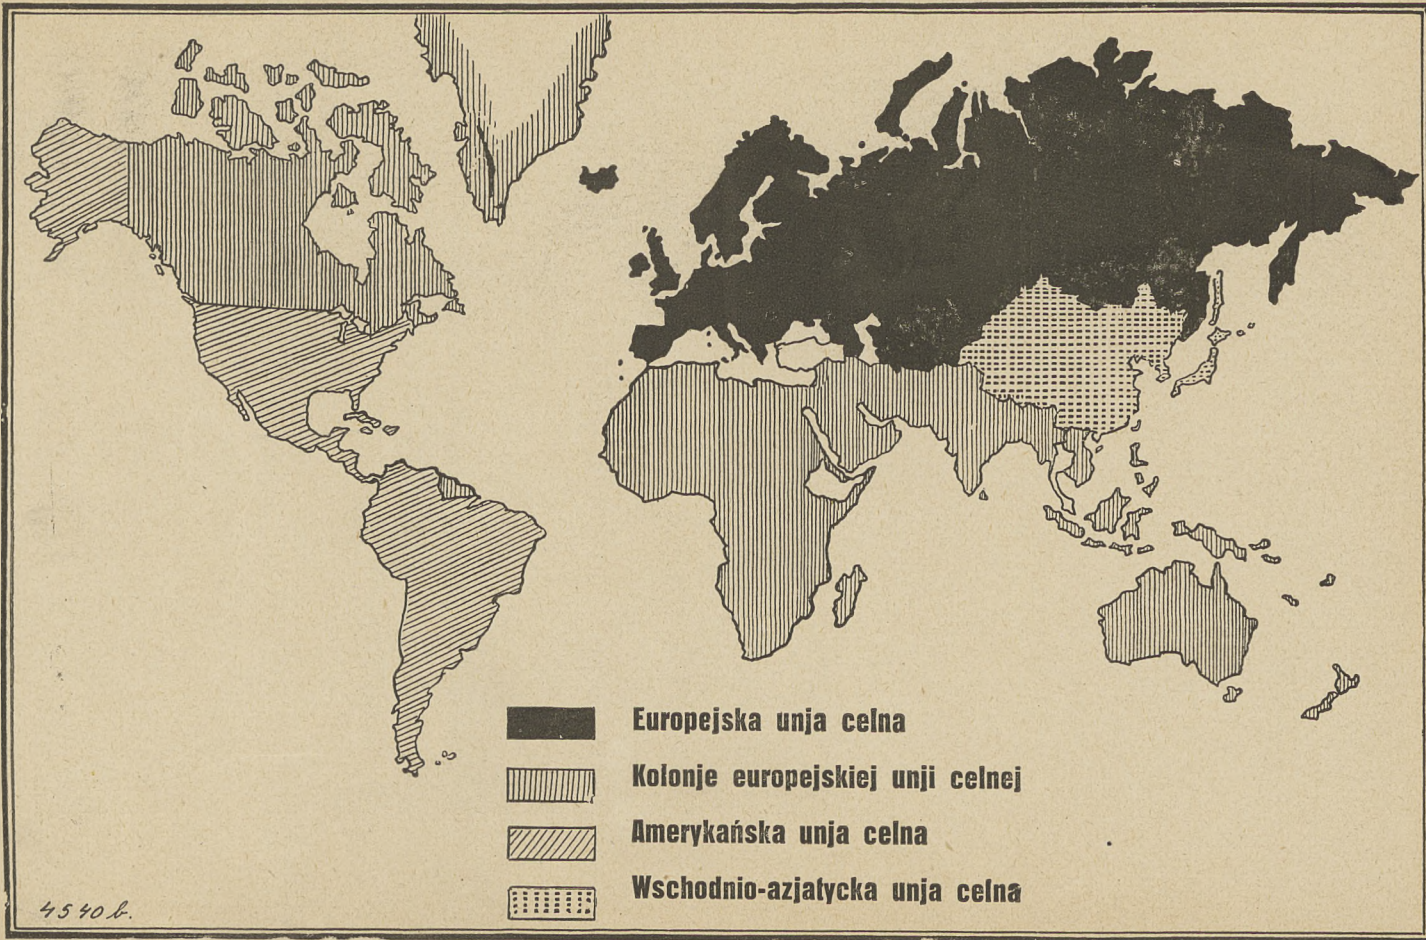 Europejska unja celna
Kolonje europejskiej unji celnej
Amerykańska unja celna
Wschodnio-azjatycka unja celna
4540 b.